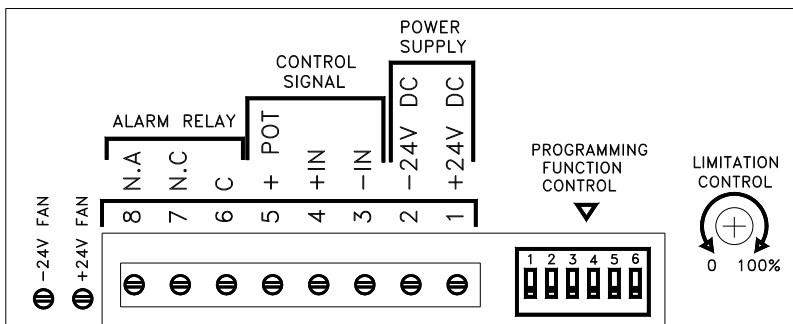 POWER
SUPPLY
CONTROL
SIGNAL
ALARM RELAY
-24V FAN
+24V FAN
8 N.A
7 N.C
6 C
5 + POT
4 +IN
3 -IN
2 -24V DC
1 +24V DC
PROGRAMMING
FUNCTION
CONTROL
1 2 3 4 5 6
LIMITATION
CONTROL
0 100%